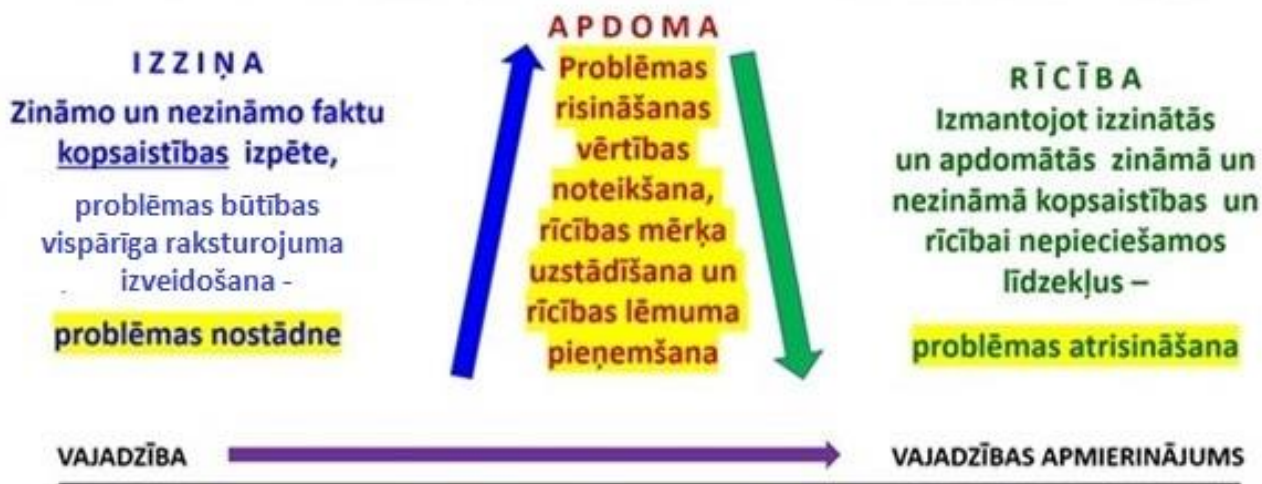 IZZIŅA
Zināmo un nezināmo faktu
kopsaistības izpēte,
problēmas būtības
vispārīga raksturojuma
izveidošana -
problēmas nostādne
APDOMA
Problēmas
risināšanas
vērtības
noteikšana,
rīcības mērķa
uzstādīšana un
rīcības lēmuma
pieņemšana
RĪCĪBA
Izmantojot izzinātās
un apdomātās zināmā un
nezināmā kopsaistības un
rīcībai nepieciešamos
līdzekļus –
problēmas atrisināšana
VAJADZĪBA
VAJADZĪBAS APMIERINĀJUMS